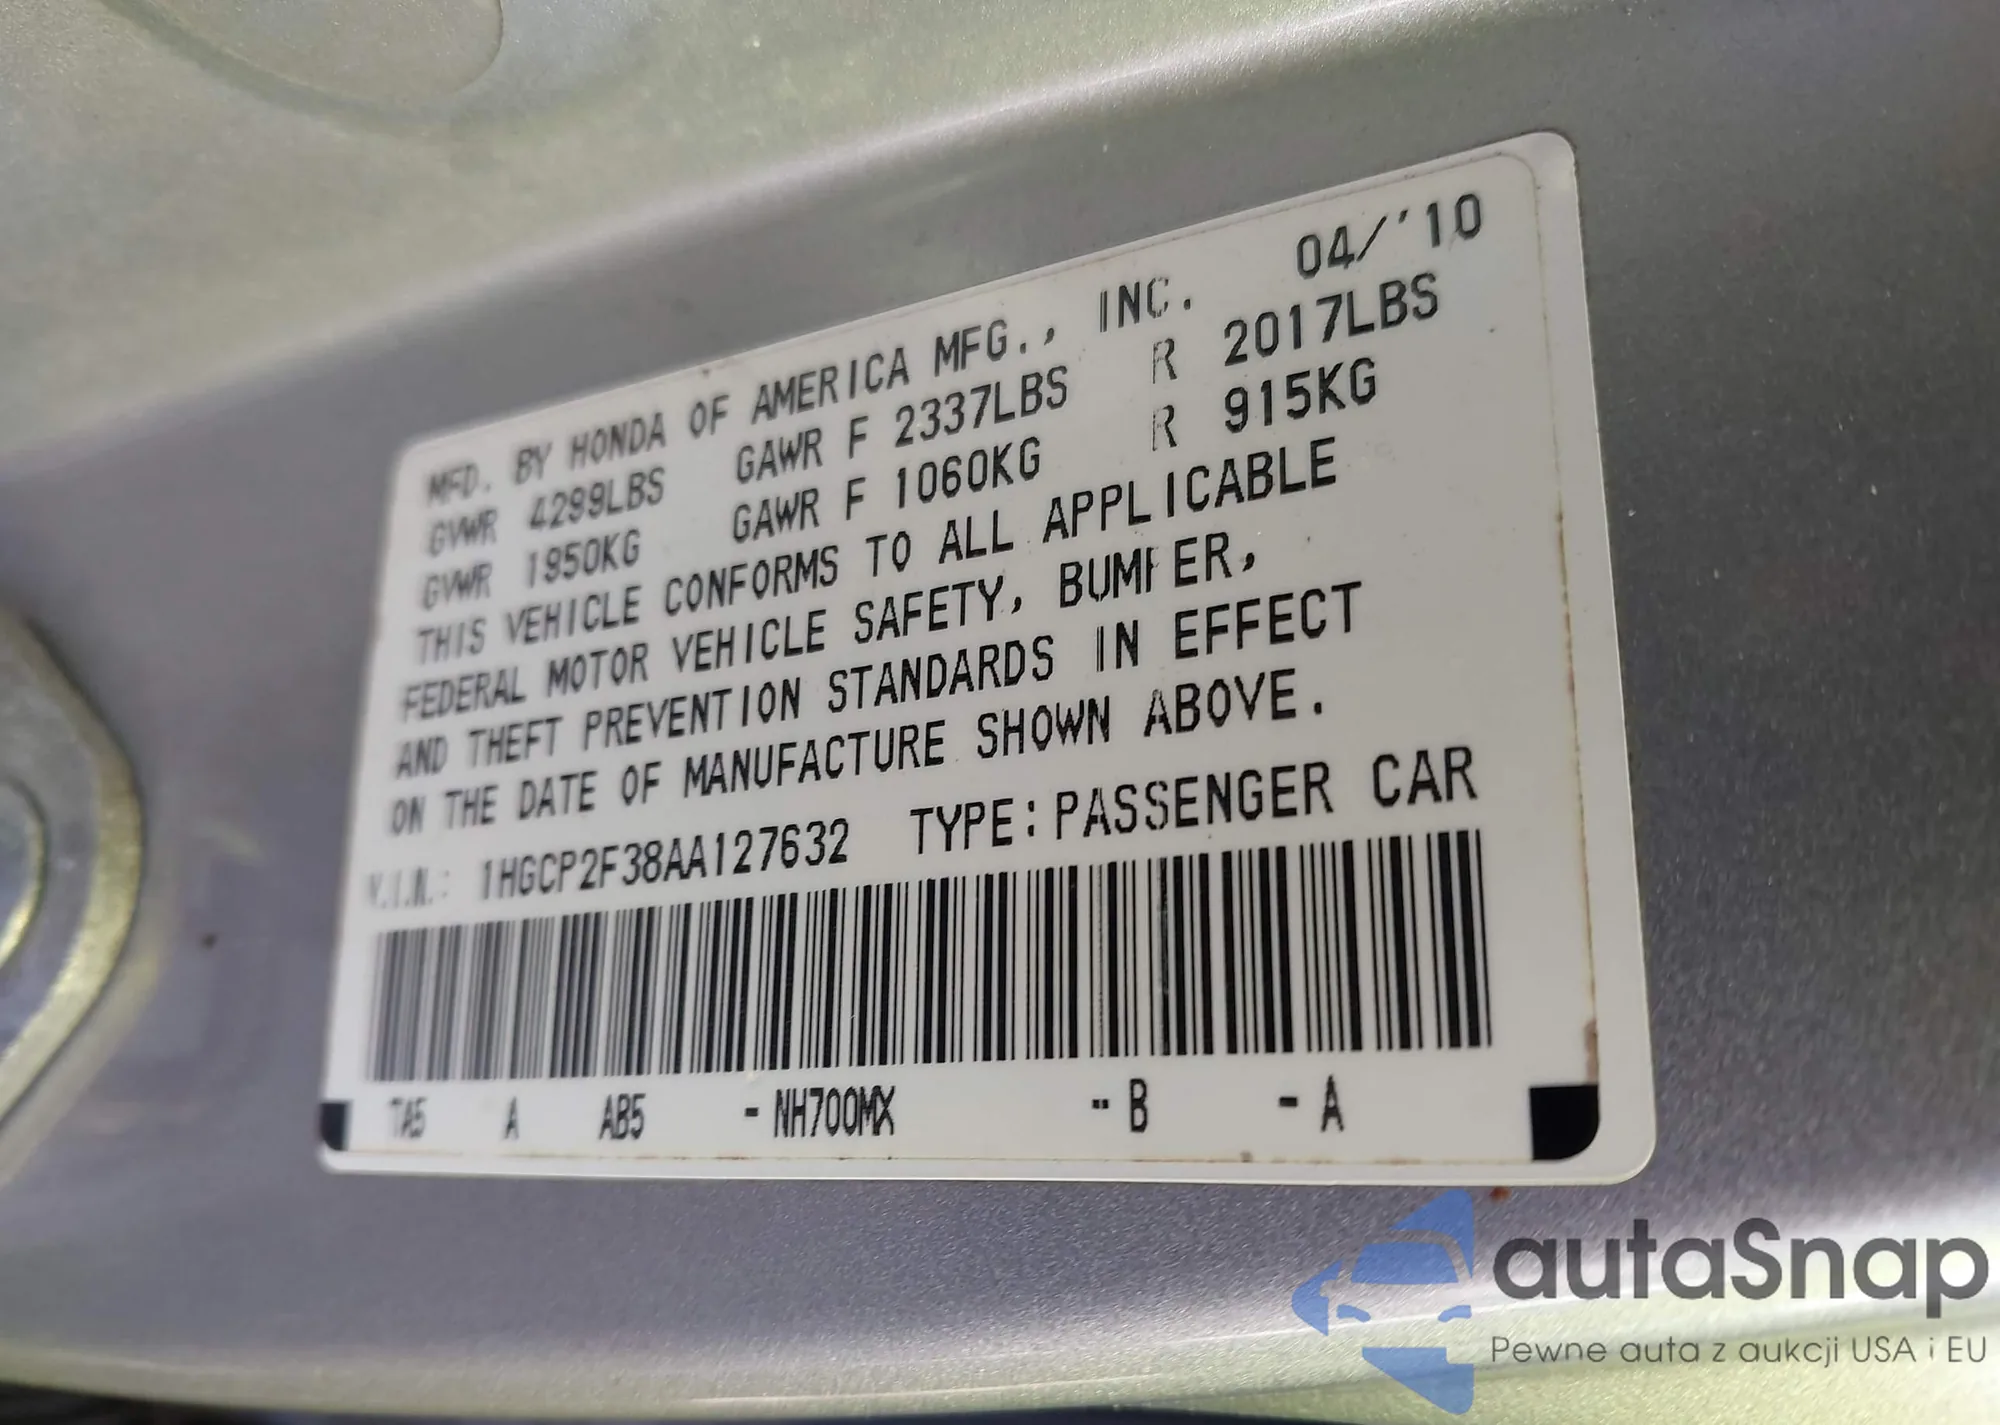 MFD. BY HONDA OF AMERICA MFG., INC. 04/'10
GVWR 4299LBS GAWR F 2337LBS R 2017LBS
GVWR 1950KG GAWR F 1060KG R 915KG
THIS VEHICLE CONFORMS TO ALL APPLICABLE
FEDERAL MOTOR VEHICLE SAFETY, BUMPER,
AND THEFT PREVENTION STANDARDS IN EFFECT
ON THE DATE OF MANUFACTURE SHOWN ABOVE.
V.I.N.: 1HGCP2F38AA127632 TYPE: PASSENGER CAR
TA5 A AB5 - NH700MX - B - A
autaSnap
Pewne auta z aukcji USA i EU